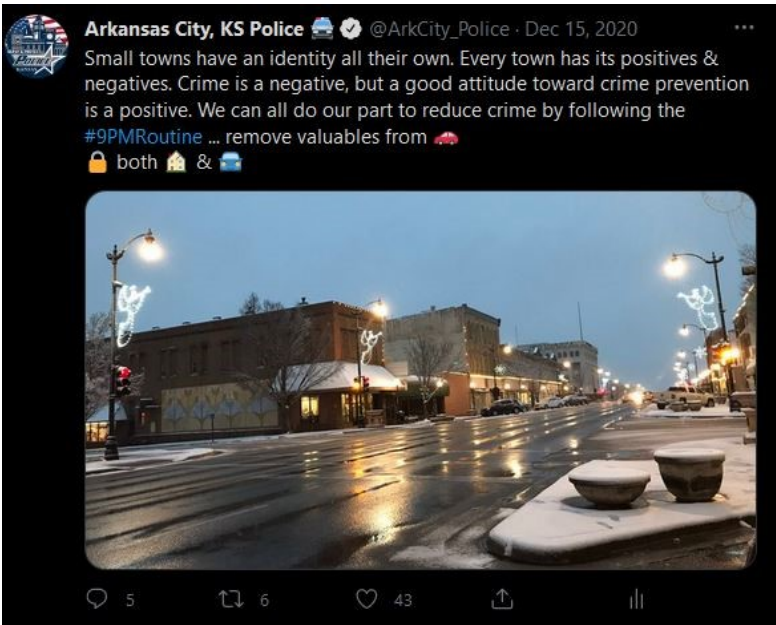 Arkansas City, KS Police 🚔 @ArkCity_Police · Dec 15, 2020
Small towns have an identity all their own. Every town has its positives &
negatives. Crime is a negative, but a good attitude toward crime prevention
is a positive. We can all do our part to reduce crime by following the
#9PMRoutine ... remove valuables from 🚗
🔒 both 🏠 & 🚘
5 6 43